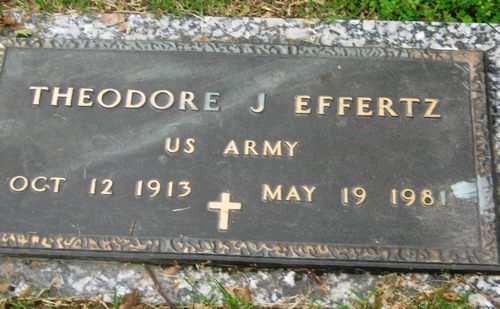 THEODORE J EFFERTZ
US ARMY
OCT 12 1913 MAY 19 1981